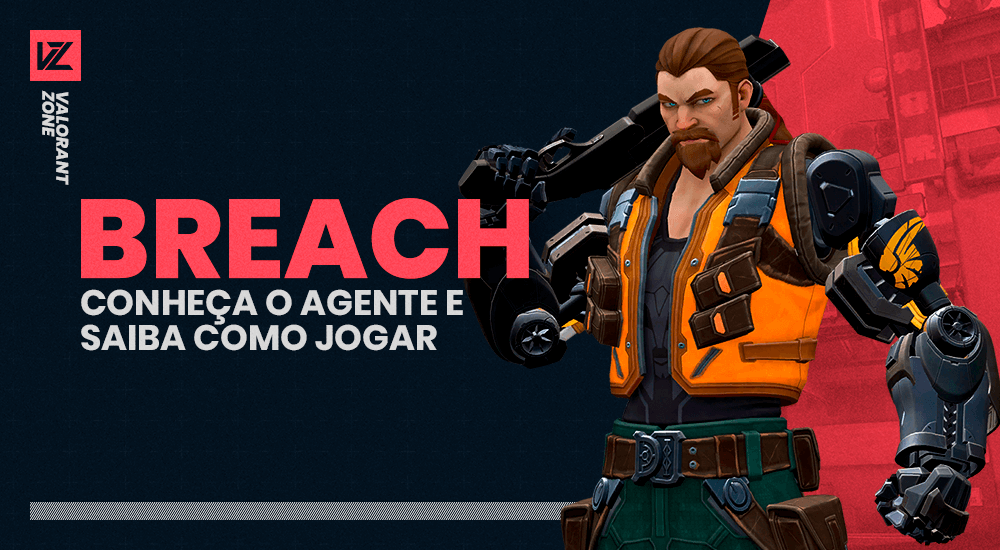 VZ
VALORANT
ZONE
BREACH
CONHEÇA O AGENTE E
SAIBA COMO JOGAR